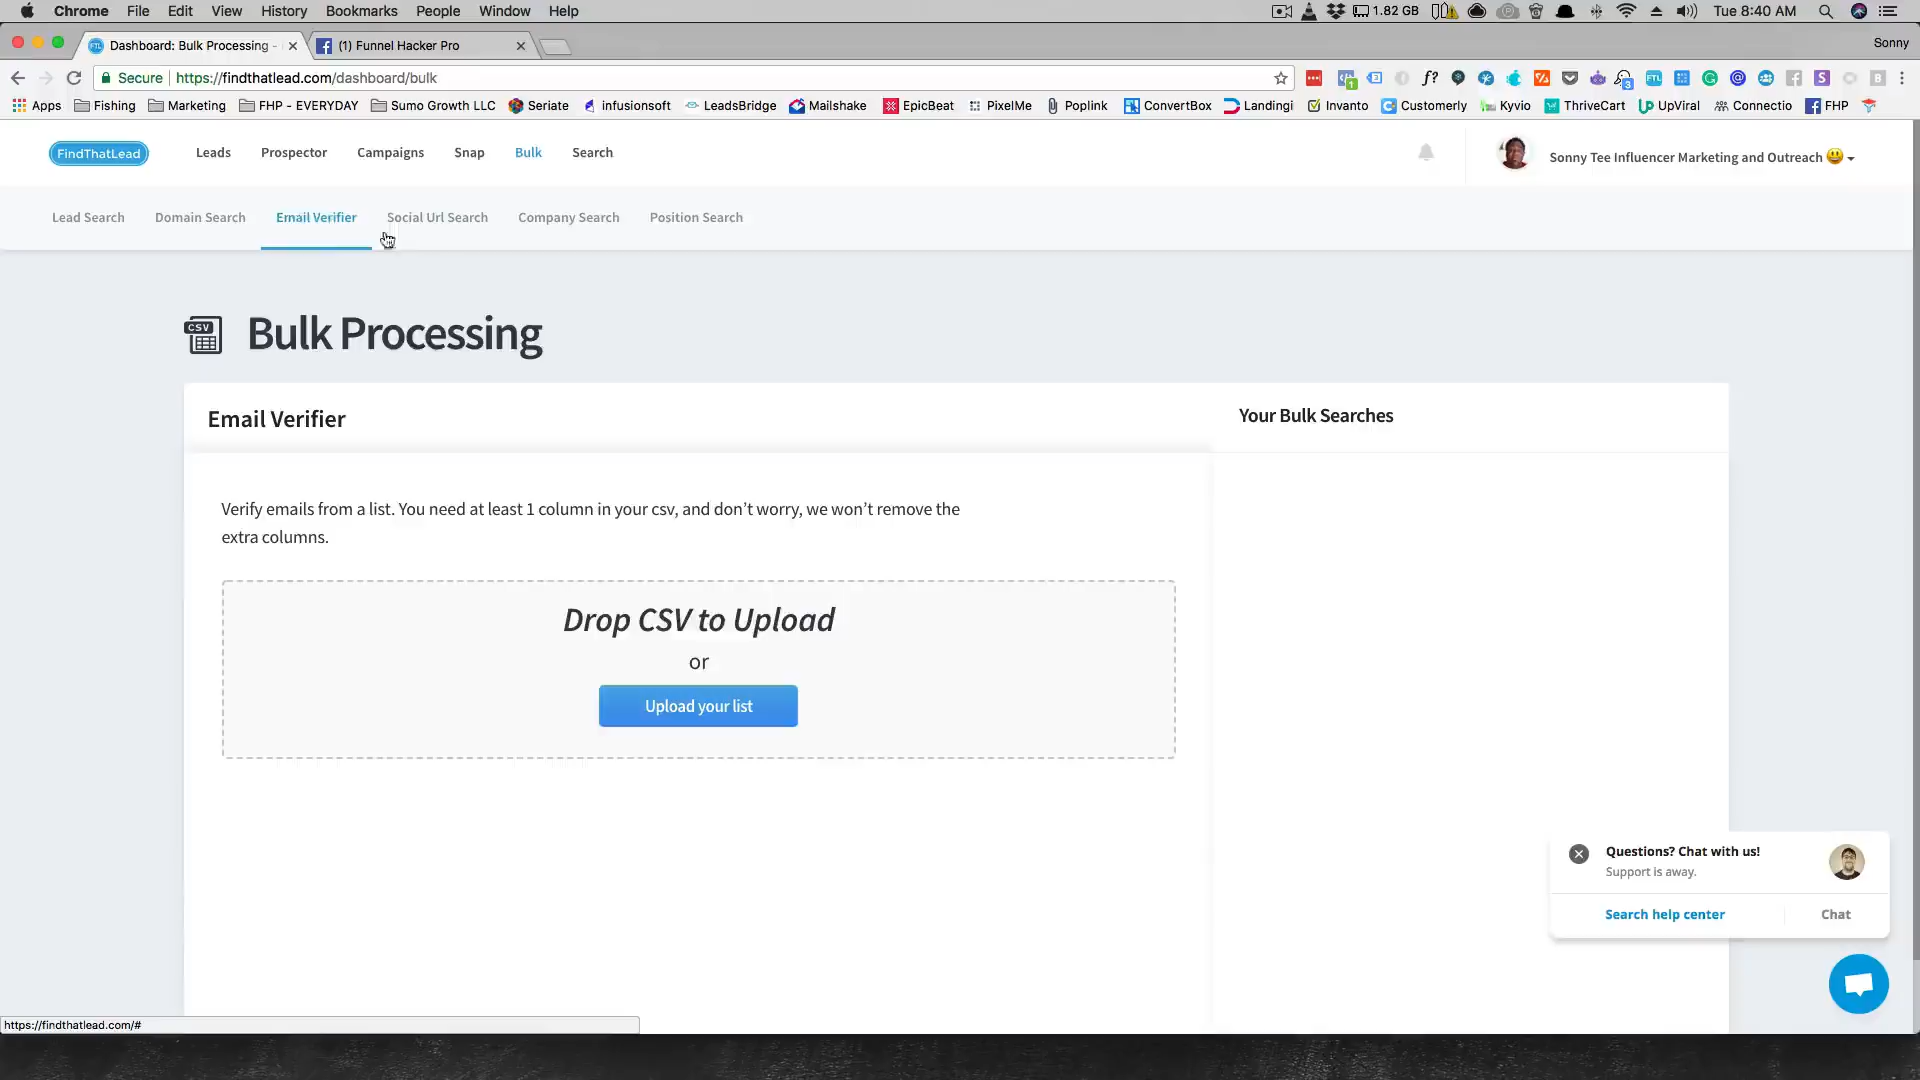 Chrome File Edit View History Bookmarks People Window Help 1.82 GB Tue 8:40 AM
Dashboard: Bulk Processing - (1) Funnel Hacker Pro Sonny
Secure https://findthatlead.com/dashboard/bulk
Apps Fishing Marketing FHP - EVERYDAY Sumo Growth LLC Seriate infusionsoft LeadsBridge Mailshake EpicBeat PixelMe Poplink ConvertBox Landingi Invanto Customerly Kyvio ThriveCart UpViral Connectio FHP
FindThatLead Leads Prospector Campaigns Snap Bulk Search Sonny Tee Influencer Marketing and Outreach 😃
Lead Search Domain Search Email Verifier Social Url Search Company Search Position Search
CSV Bulk Processing
Email Verifier
Your Bulk Searches
Verify emails from a list. You need at least 1 column in your csv, and don’t worry, we won’t remove the
extra columns.
Drop CSV to Upload
or
Upload your list
Questions? Chat with us!
Support is away.
Search help center Chat
https://findthatlead.com/#